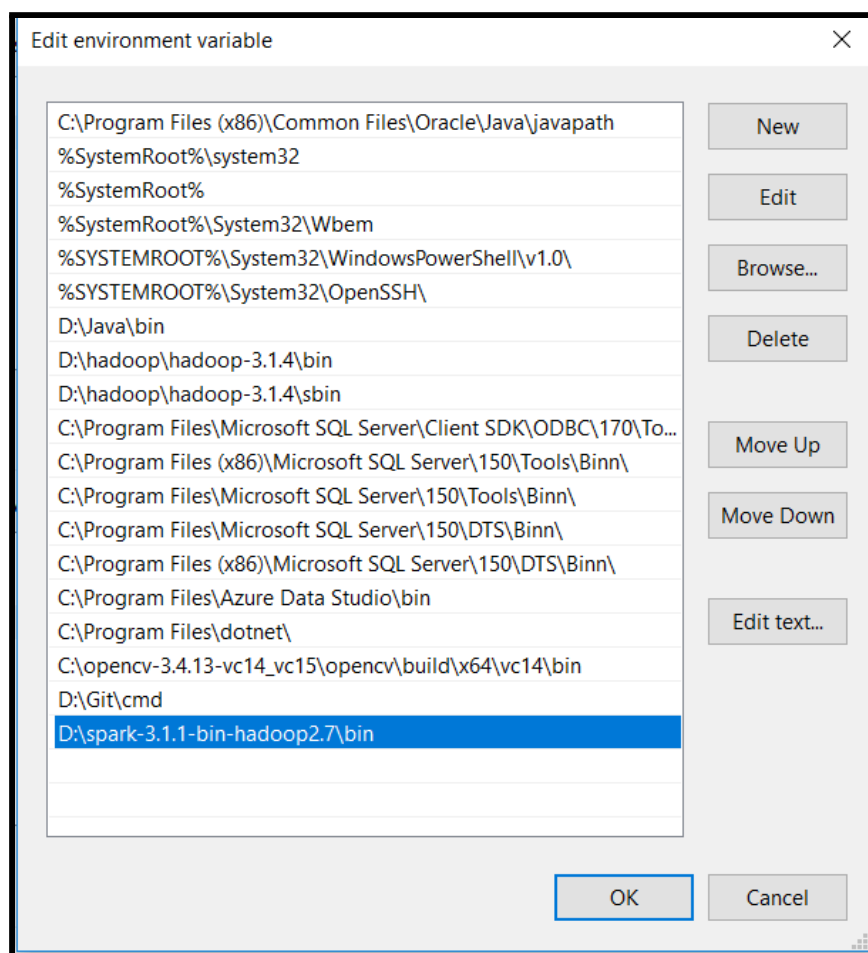 Edit environment variable
C:\Program Files (x86)\Common Files\Oracle\Java\javapath
New
%SystemRoot%\system32
%SystemRoot%
Edit
%SystemRoot%\System32\Wbem
%SYSTEMROOT%\System32\WindowsPowerShell\v1.0\
Browse...
%SYSTEMROOT%\System32\OpenSSH\
D:\Java\bin
Delete
D:\hadoop\hadoop-3.1.4\bin
D:\hadoop\hadoop-3.1.4\sbin
C:\Program Files\Microsoft SQL Server\Client SDK\ODBC\170\To...
Move Up
C:\Program Files (x86)\Microsoft SQL Server\150\Tools\Binn\
C:\Program Files\Microsoft SQL Server\150\Tools\Binn\
Move Down
C:\Program Files\Microsoft SQL Server\150\DTS\Binn\
C:\Program Files (x86)\Microsoft SQL Server\150\DTS\Binn\
C:\Program Files\Azure Data Studio\bin
Edit text...
C:\Program Files\dotnet\
C:\opencv-3.4.13-vc14_vc15\opencv\build\x64\vc14\bin
D:\Git\cmd
D:\spark-3.1.1-bin-hadoop2.7\bin
OK
Cancel